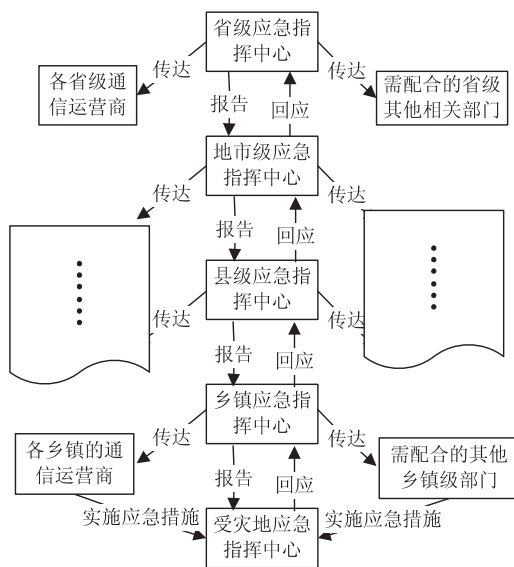 省级应急指
挥中心
传达
传达
各省级通
信运营商
需配合的省级
其他相关部门
报告
回应
地市级应急
指挥中心
传达
传达
报告
回应
县级应急指
挥中心
传达
传达
报告
回应
乡镇应急指
挥中心
传达
传达
各乡镇的通
信运营商
需配合的其他
乡镇级部门
报告
回应
实施应急措施
实施应急措施
受灾地应急
指挥中心